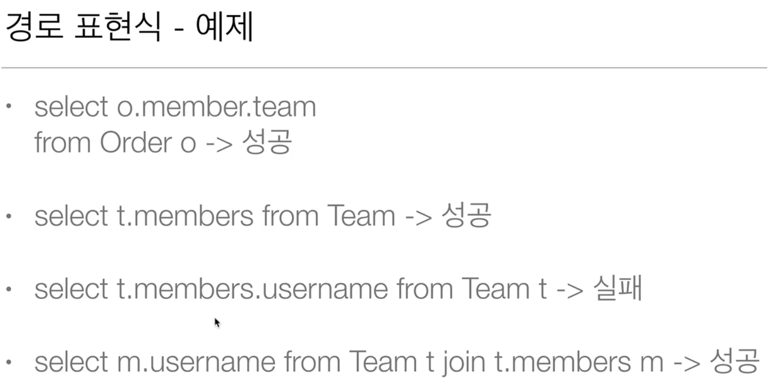 경로 표현식 - 예제
• select o.member.team
from Order o -> 성공
• select t.members from Team -> 성공
• select t.members.username from Team t -> 실패
• select m.username from Team t join t.members m -> 성공